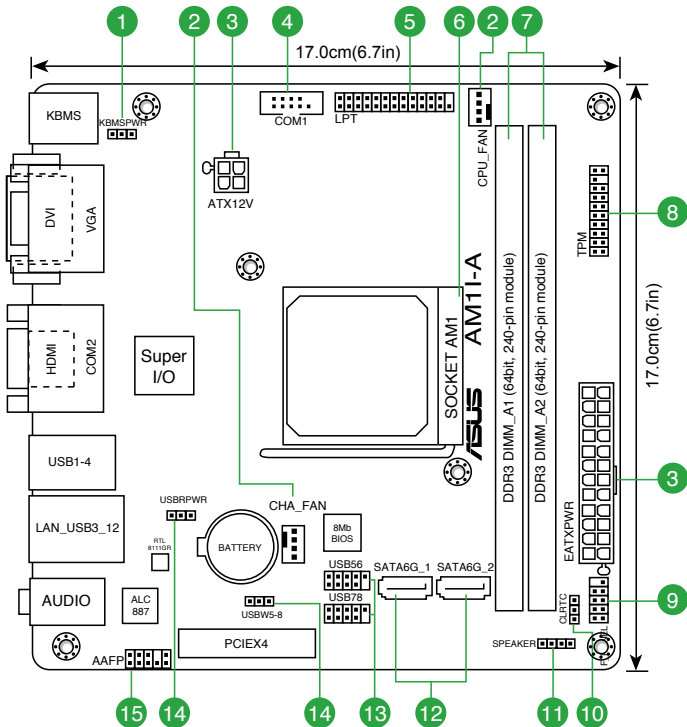 1
2
3
4
5
6
2
7
17.0cm(6.7in)
KBMS
KBMSPWR
COM1
LPT
CPU_FAN
ATX12V
DVI
VGA
TPM
8
AM1I-A
SOCKET AM1
ASUS
DDR3 DIMM_A1 (64bit, 240-pin module)
DDR3 DIMM_A2 (64bit, 240-pin module)
17.0cm(6.7in)
HDMI
COM2
Super
I/O
USB1-4
3
EATXPWR
USBRPWR
CHA_FAN
LAN_USB3_12
RTL
8111GR
BATTERY
8Mb
BIOS
USB56
SATA6G_1
SATA6G_2
AUDIO
ALC
887
USBW5-8
USB78
CLRTC
9
PCIEX4
SPEAKER
AAFP
15
14
14
13
12
11
10